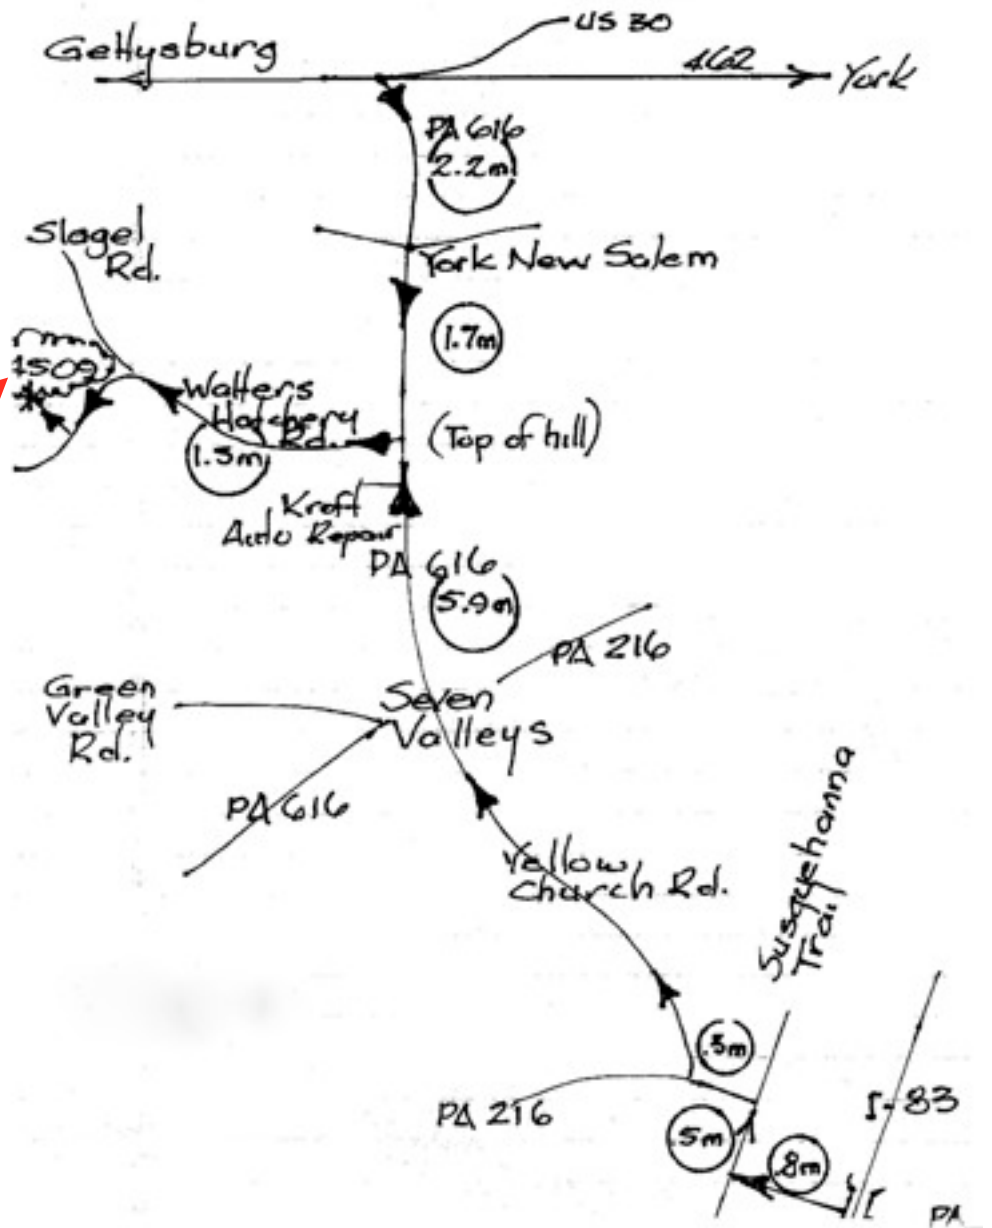 US 30
Gettysburg
462
York
PA 616
2.2m
Slagel
Rd.
York New Salem
1.7m
1509
Walters
Hatchery
Rd.
(Top of hill)
1.3m
Kroft
Auto Repair
PA 616
5.9m
PA 216
Green
Valley
Rd.
Seven
Valleys
PA 616
Yellow
Church Rd.
Susquehanna
Trail
.3m
PA 216
.5m
I-83
.8m
PA